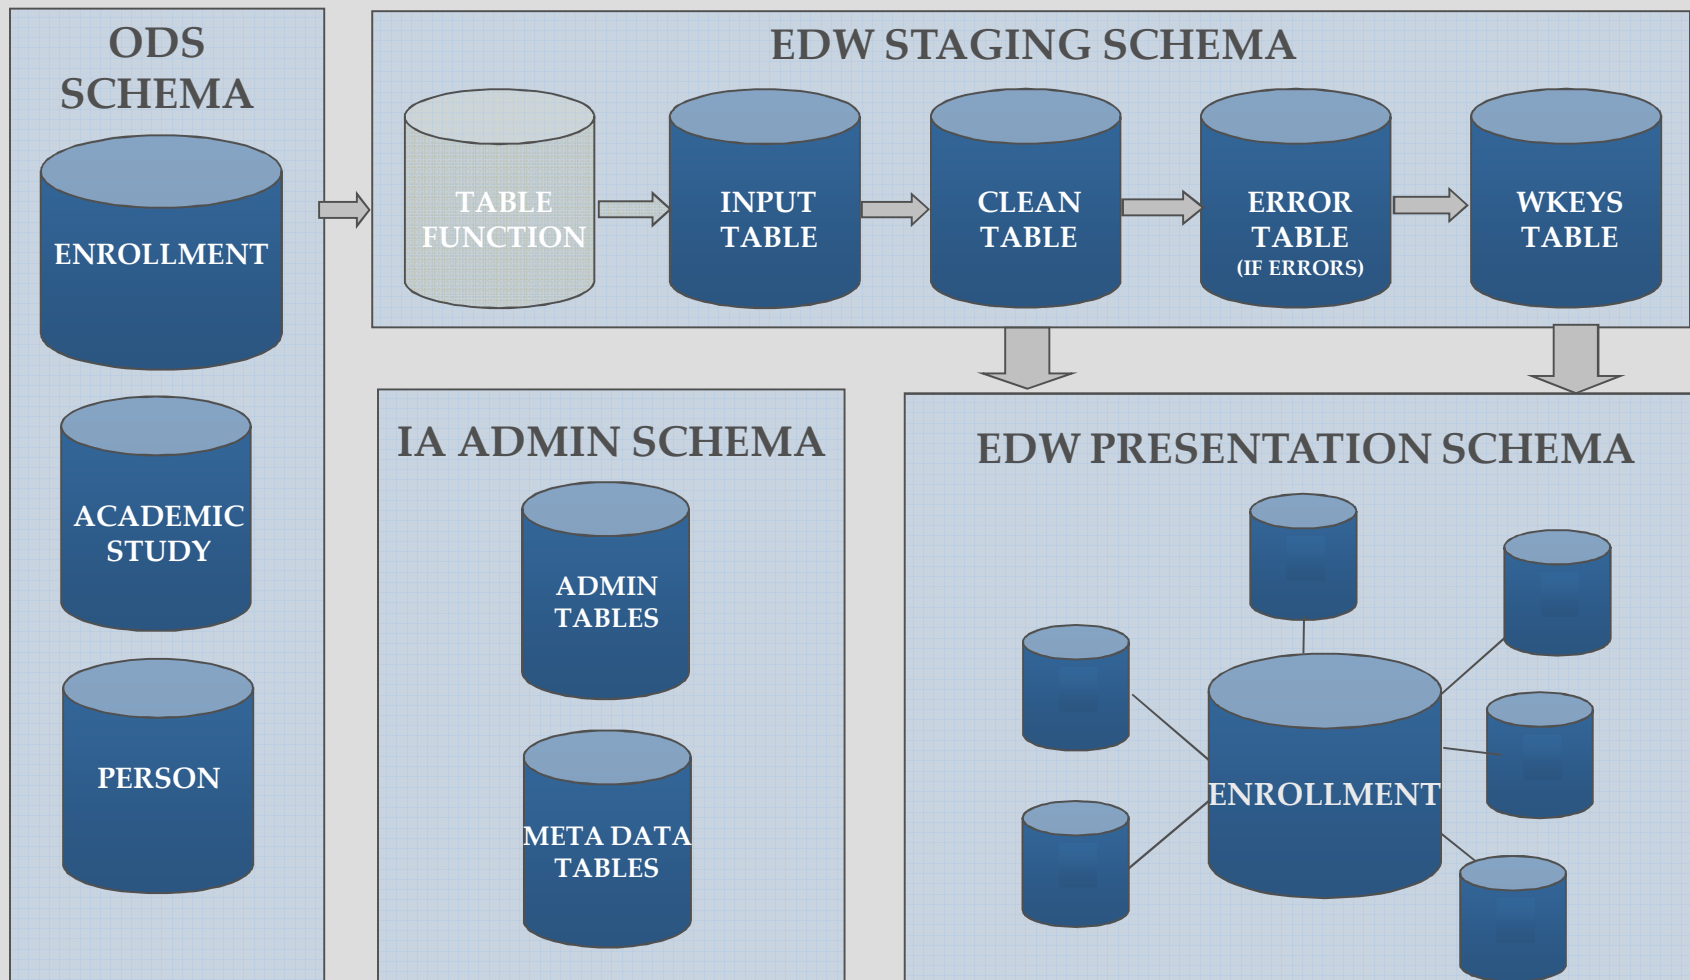 ODS
SCHEMA
ENROLLMENT
ACADEMIC
STUDY
PERSON
EDW STAGING SCHEMA
TABLE
FUNCTION
INPUT
TABLE
CLEAN
TABLE
ERROR
TABLE
(IF ERRORS)
WKEYS
TABLE
IA ADMIN SCHEMA
ADMIN
TABLES
META DATA
TABLES
EDW PRESENTATION SCHEMA
ENROLLMENT